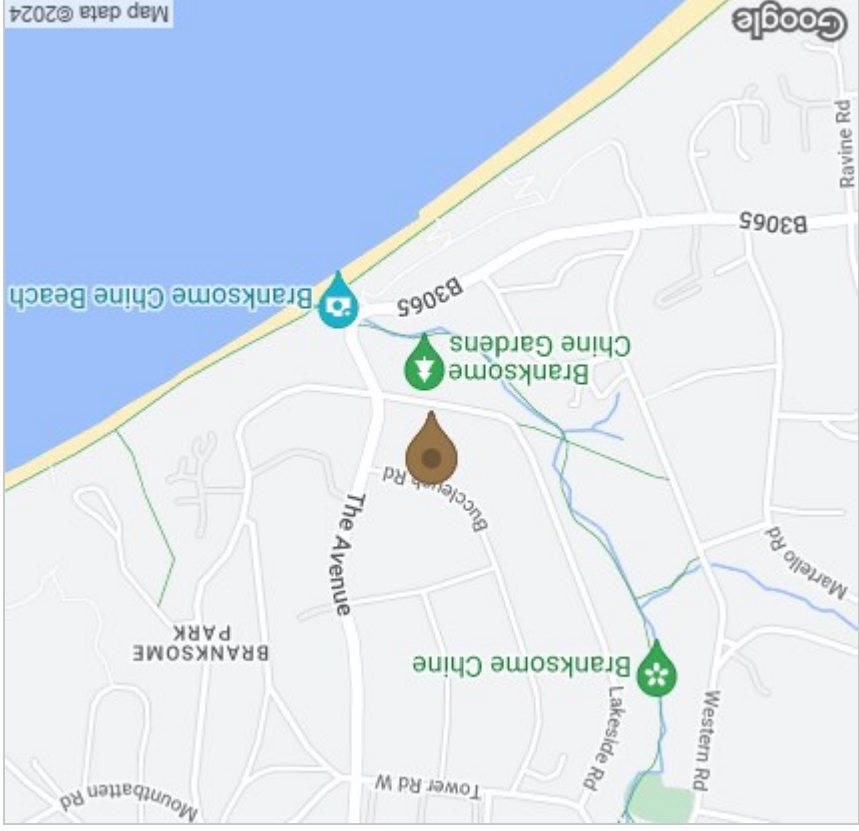 Mountbatten Rd
Tower Rd W
Lakeside Rd
Western Rd
Branksome Chine
BRANKSOME
PARK
The Avenue
Martello Rd
Buccleuch Rd
Branksome
Chine Gardens
B3065
Branksome Chine Beach
B3065
Ravine Rd
Google
Map data ©2024